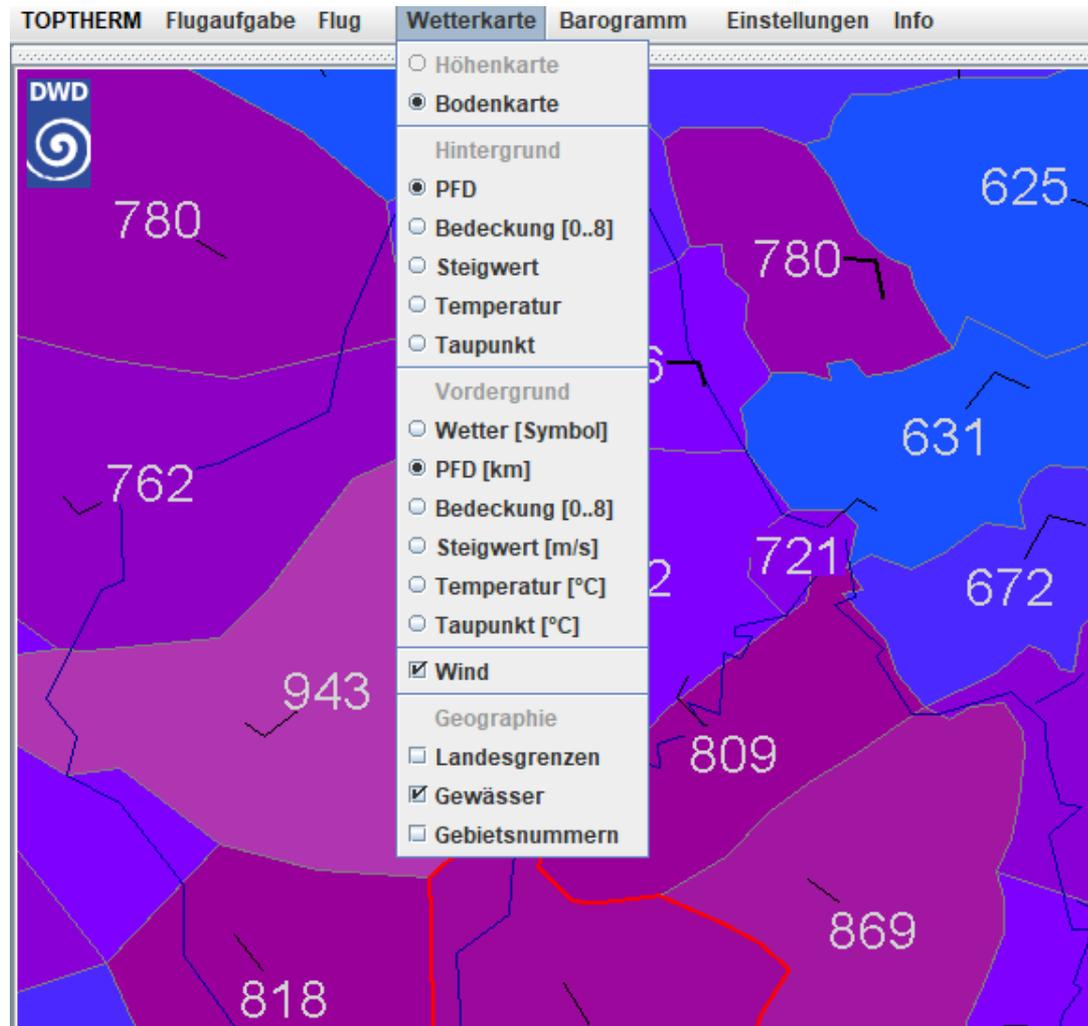 TOPTHERM Flugaufgabe Flug Wetterkarte Barogramm Einstellungen Info
Höhenkarte
Bodenkarte
Hintergrund
PFD
Bedeckung [0..8]
Steigwert
Temperatur
Taupunkt
Vordergrund
Wetter [Symbol]
PFD [km]
Bedeckung [0..8]
Steigwert [m/s]
Temperatur [°C]
Taupunkt [°C]
Wind
Geographie
Landesgrenzen
Gewässer
Gebietsnummern
DWD
780
625
780
631
762
721
672
943
809
869
818